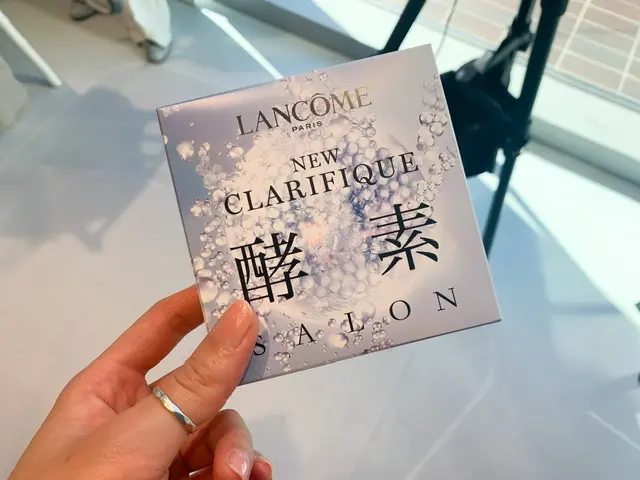 LANCÔME
PARIS
NEW
CLARIFIQUE
酵素
SALON